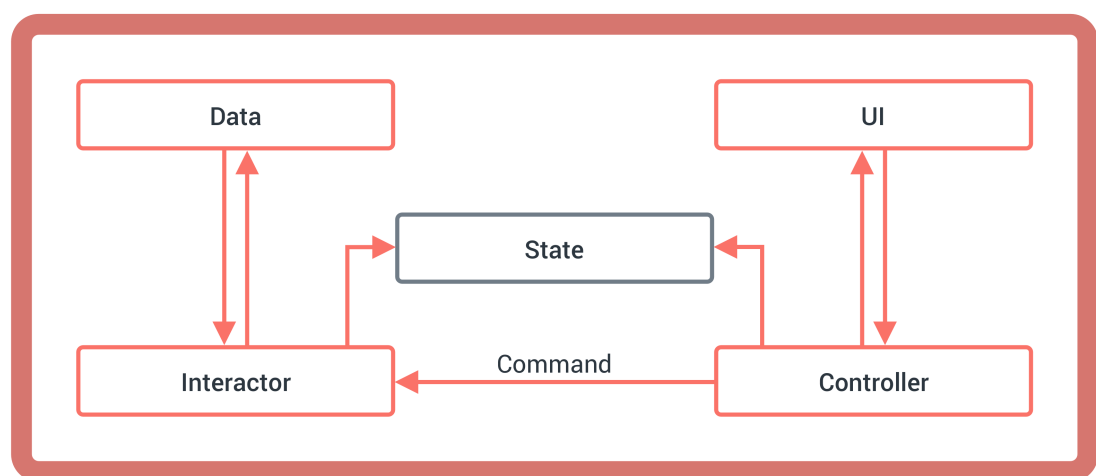 Data
UI
State
Command
Interactor
Controller